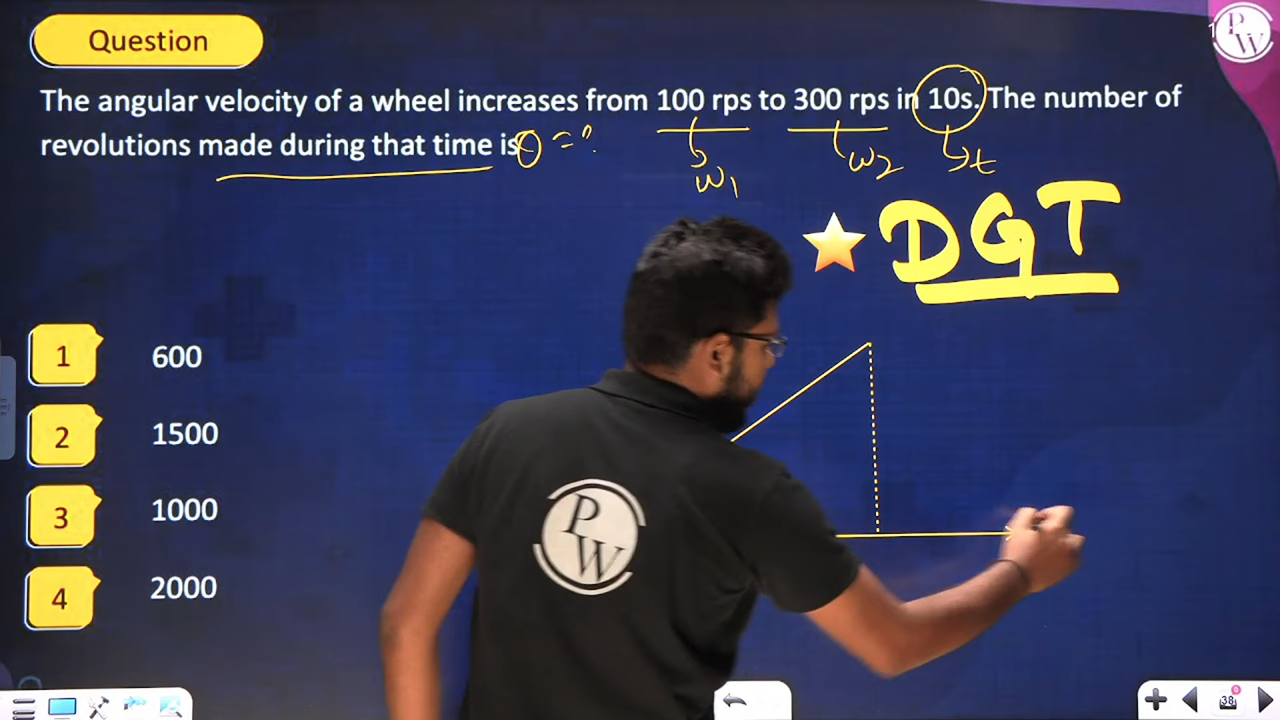 Question
The angular velocity of a wheel increases from 100 rps to 300 rps in 10s. The number of
revolutions made during that time is θ = ?
ω1
ω2
t
DGT
1 600
2 1500
3 1000
4 2000
PW
PW
38